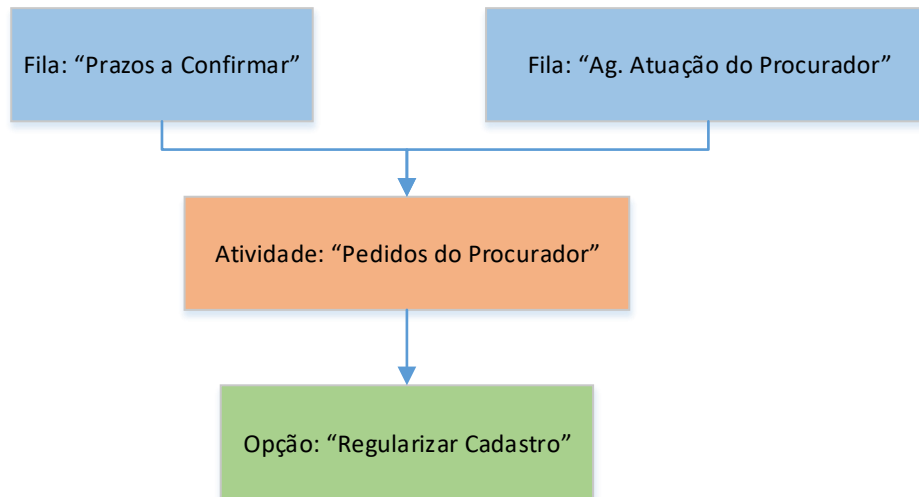 Fila: “Prazos a Confirmar”
Fila: “Ag. Atuação do Procurador”
Atividade: “Pedidos do Procurador”
Opção: “Regularizar Cadastro”